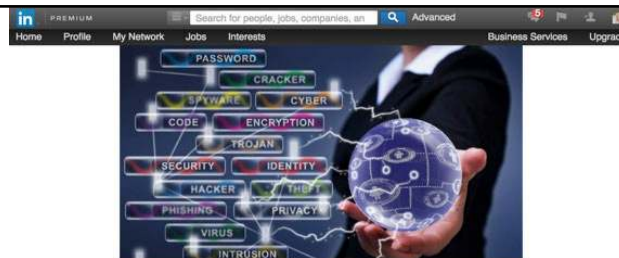 in PREMIUM Search for people, jobs, companies, an Advanced 5
Home Profile My Network Jobs Interests Business Services Upgrad
PASSWORD
CRACKER
SPYWARE CYBER
CODE ENCRYPTION
TROJAN
SECURITY IDENTITY
HACKER THEFT
PHISHING PRIVACY
VIRUS
INTRUSION